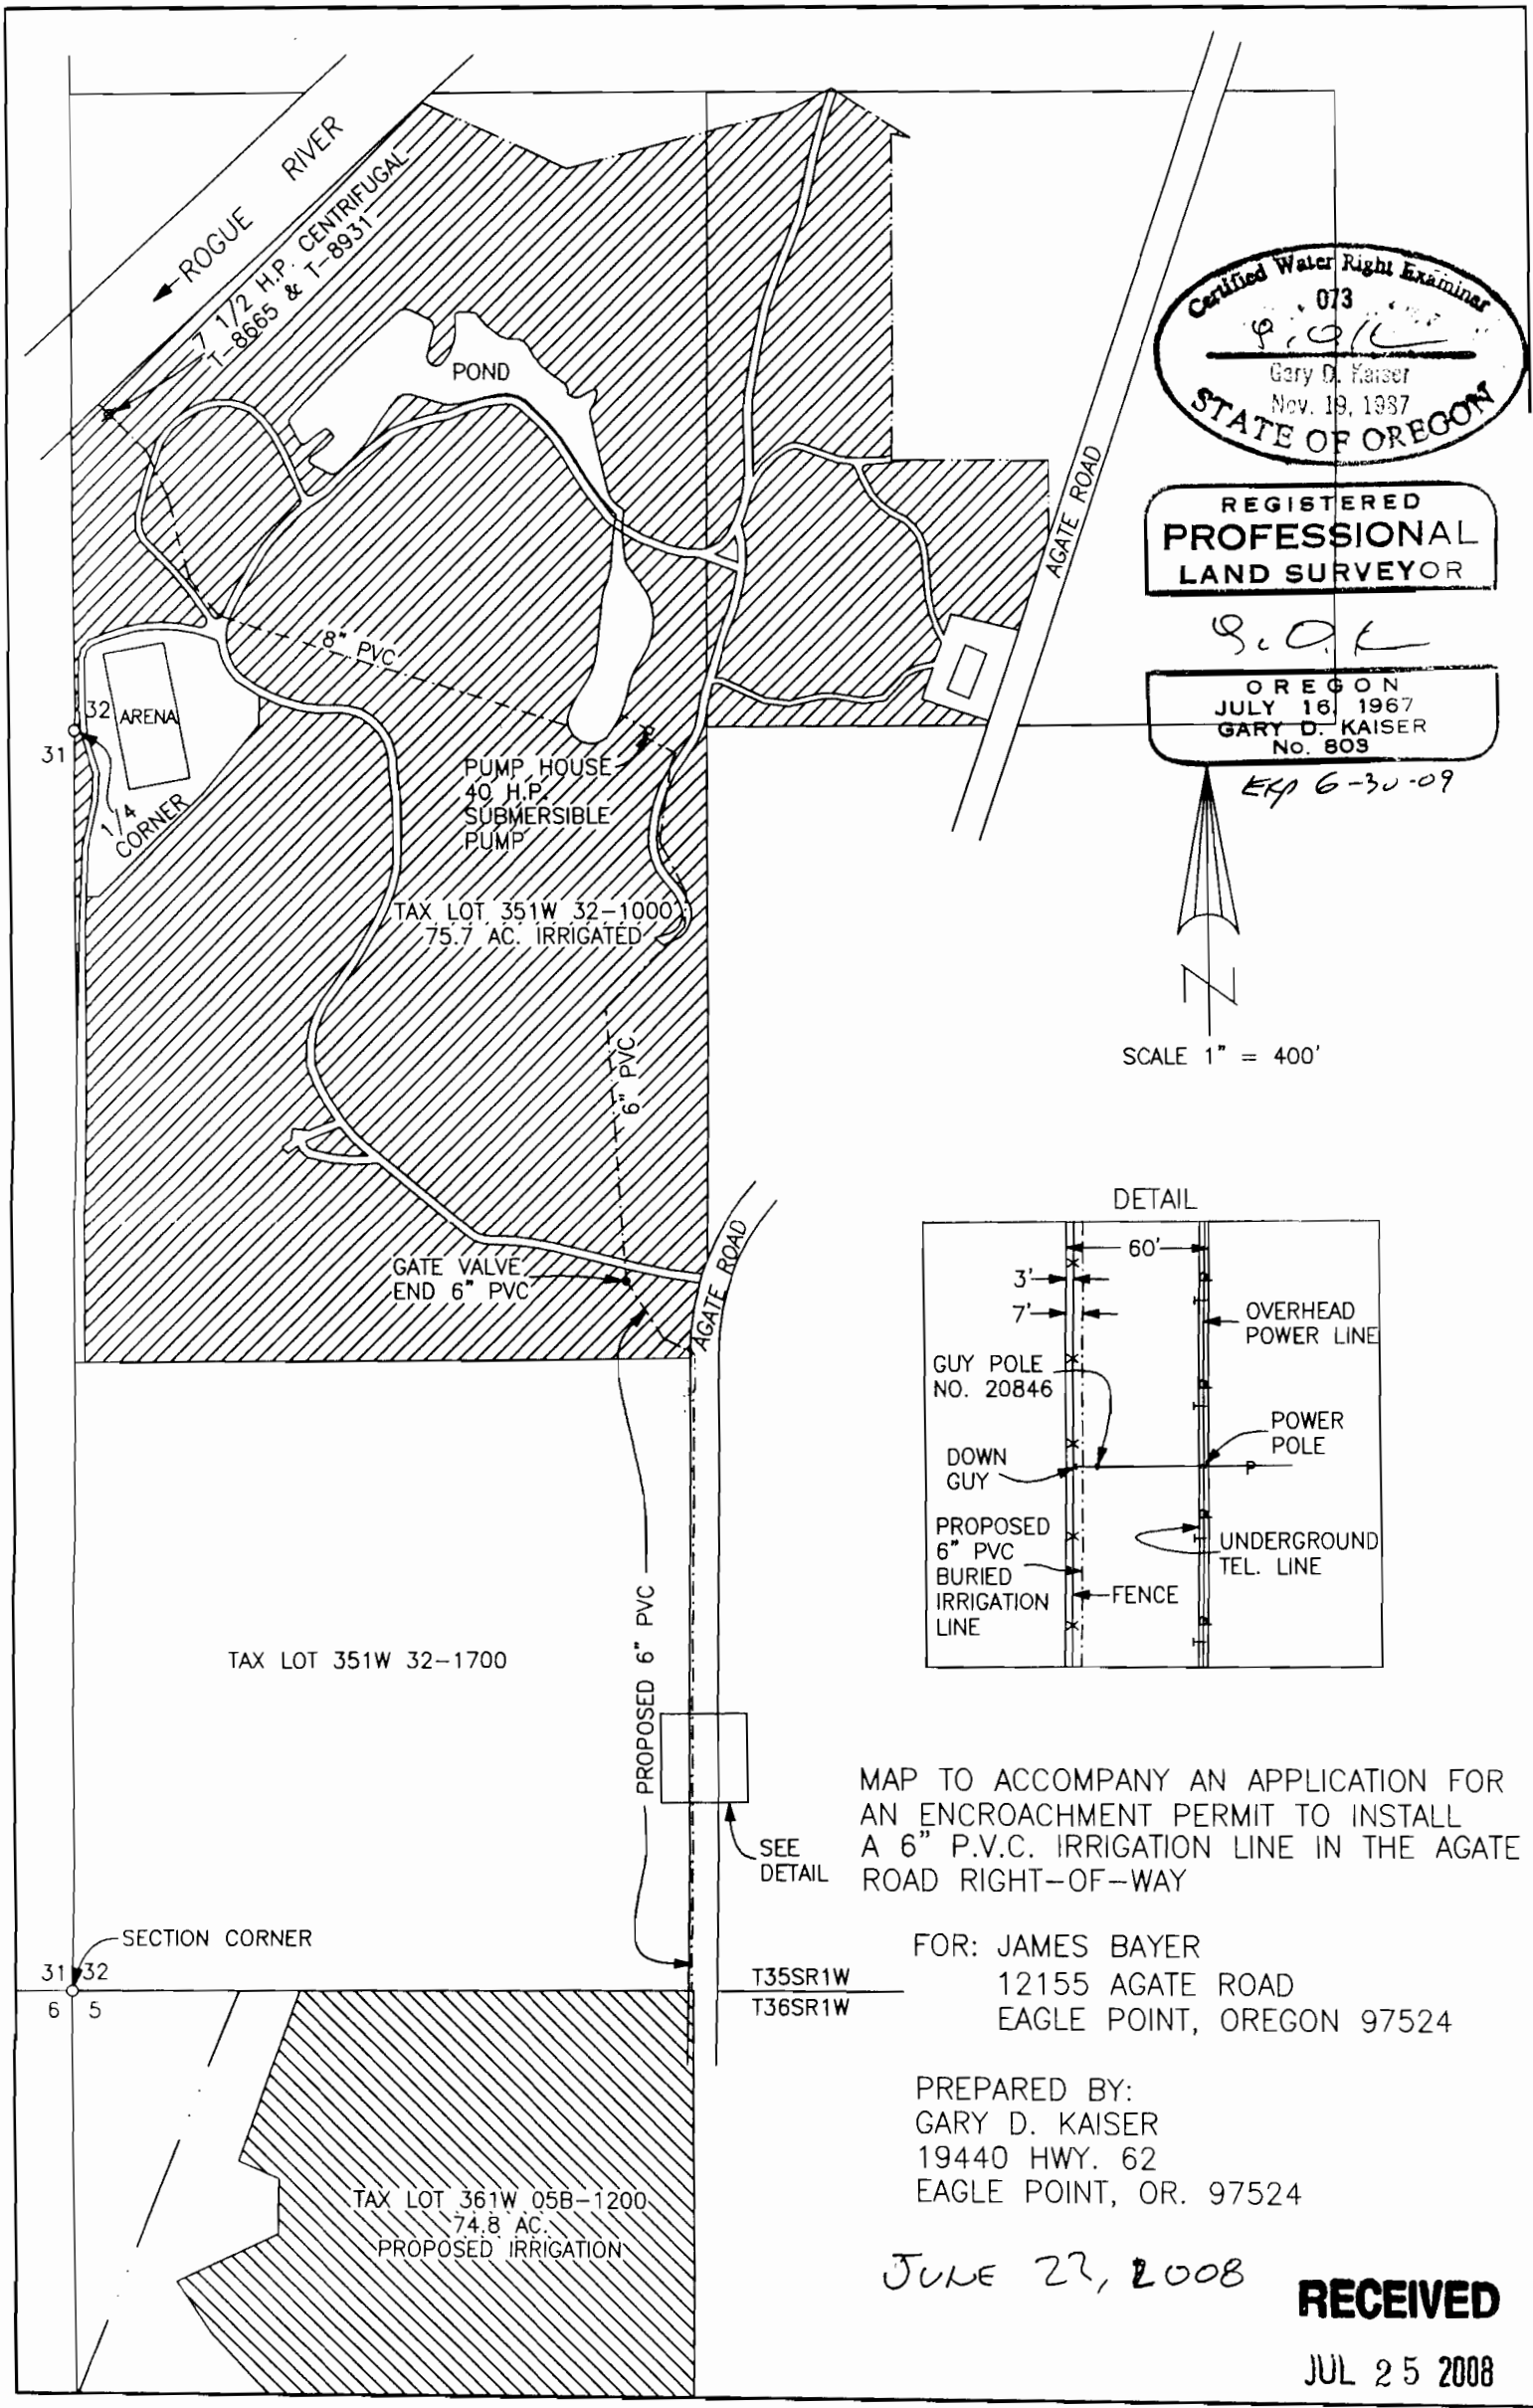 ROGUE RIVER
7 1/2 H.P. CENTRIFUGAL
T-8665 & T-8931
POND
AGATE ROAD
Certified Water Right Examiner
073
Gary D. Kaiser
Nov. 19, 1987
STATE OF OREGON
REGISTERED
PROFESSIONAL
LAND SURVEYOR
OREGON
JULY 16, 1967
GARY D. KAISER
No. 803
EXP 6-30-09
8" PVC
32
ARENA
31
1/4
CORNER
PUMP HOUSE
40 H.P.
SUBMERSIBLE
PUMP
TAX LOT 351W 32-1000
75.7 AC. IRRIGATED
N
SCALE 1" = 400'
6" PVC
GATE VALVE
END 6" PVC
AGATE ROAD
DETAIL
60'
3'
7'
OVERHEAD
POWER LINE
GUY POLE
NO. 20846
POWER
POLE
DOWN
GUY
P
PROPOSED
6" PVC
BURIED
IRRIGATION
LINE
UNDERGROUND
TEL. LINE
FENCE
TAX LOT 351W 32-1700
PROPOSED 6" PVC
SEE
DETAIL
MAP TO ACCOMPANY AN APPLICATION FOR
AN ENCROACHMENT PERMIT TO INSTALL
A 6" P.V.C. IRRIGATION LINE IN THE AGATE
ROAD RIGHT-OF-WAY
SECTION CORNER
31 32
6 5
T35SR1W
T36SR1W
FOR: JAMES BAYER
12155 AGATE ROAD
EAGLE POINT, OREGON 97524
PREPARED BY:
GARY D. KAISER
19440 HWY. 62
EAGLE POINT, OR. 97524
TAX LOT 361W 05B-1200
74.8 AC.
PROPOSED IRRIGATION
JUNE 22, 2008
RECEIVED
JUL 25 2008